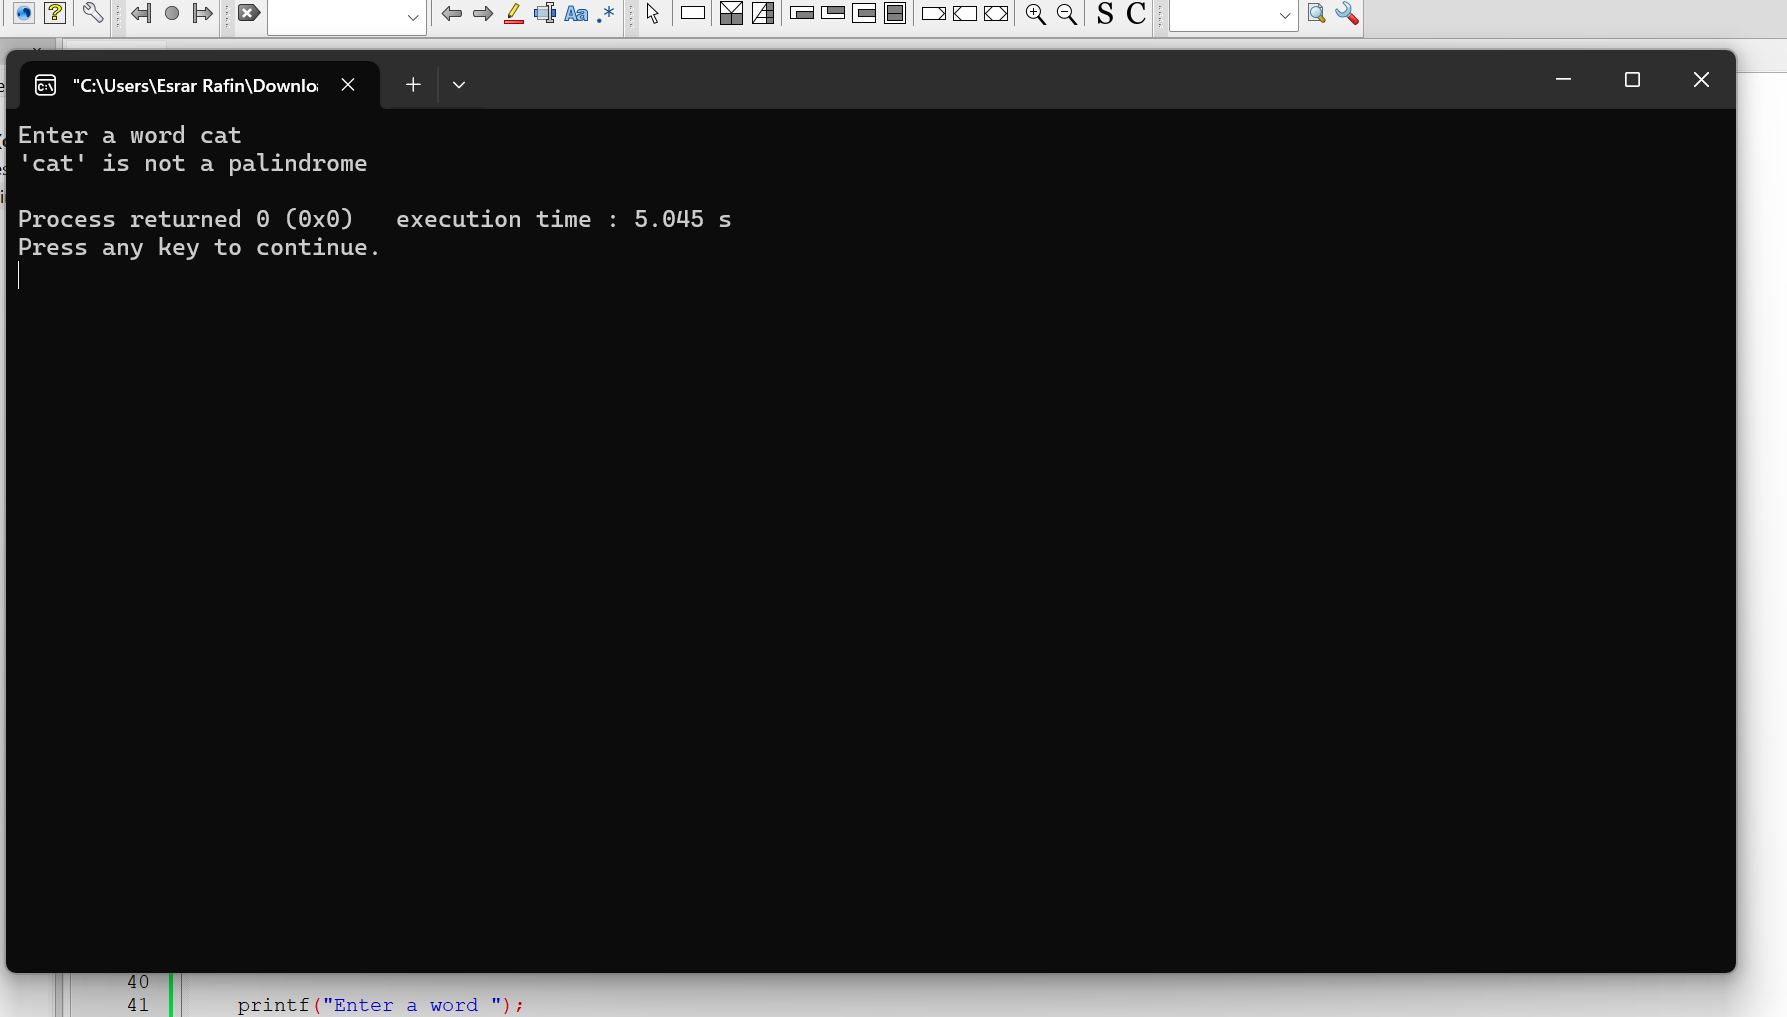 Aa .*
S C
"C:\Users\Esrar Rafin\Downlo
Enter a word cat
'cat' is not a palindrome
Process returned 0 (0x0)   execution time : 5.045 s
Press any key to continue.
40
41 printf("Enter a word ");